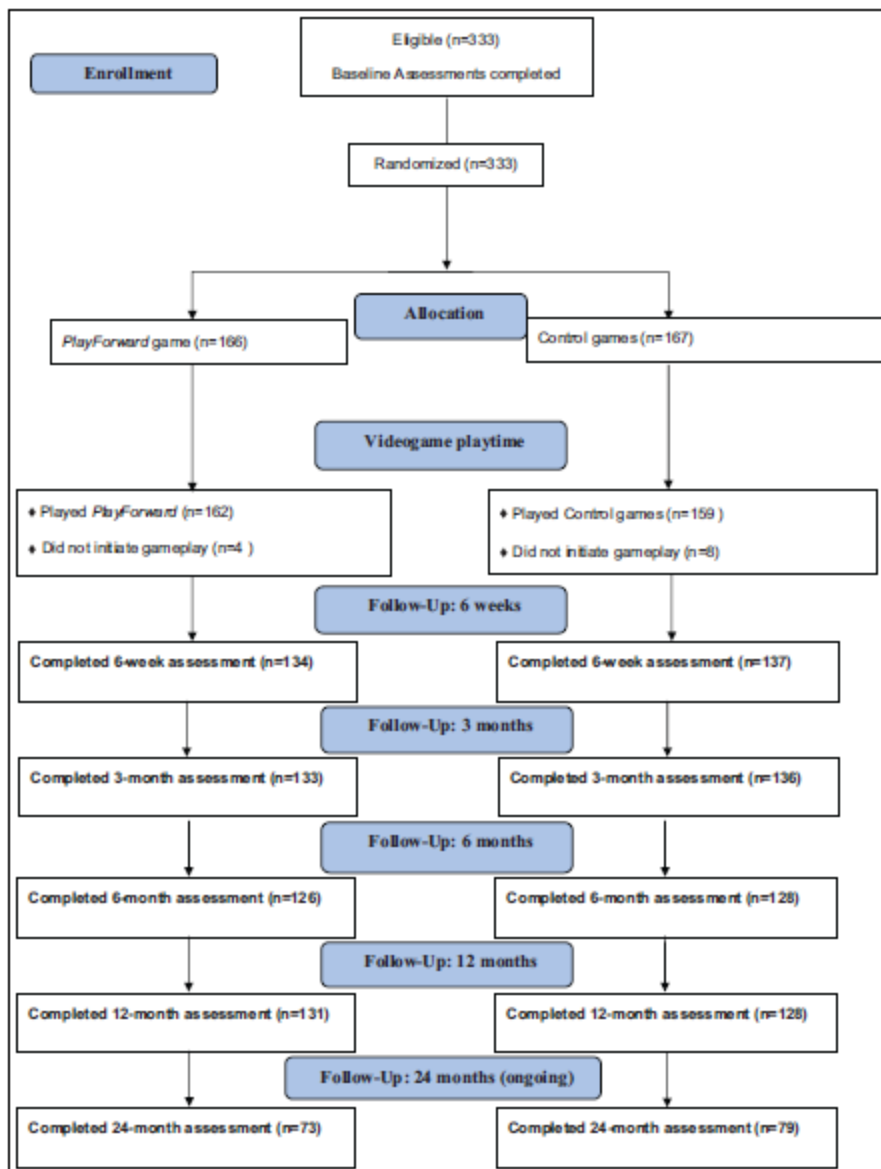 Eligible (n=333)
Baseline Assessments completed
Enrollment
Randomized (n=333)
Allocation
PlayForward game (n=166)
Control games (n=167)
Videogame playtime
♦ Played PlayForward (n=162)
♦ Did not initiate gameplay (n=4 )
♦ Played Control games (n=159 )
♦ Did not initiate gameplay (n=8)
Follow-Up: 6 weeks
Completed 6-week assessment (n=134)
Completed 6-week assessment (n=137)
Follow-Up: 3 months
Completed 3-month assessment (n=133)
Completed 3-month assessment (n=136)
Follow-Up: 6 months
Completed 6-month assessment (n=126)
Completed 6-month assessment (n=128)
Follow-Up: 12 months
Completed 12-month assessment (n=131)
Completed 12-month assessment (n=128)
Follow-Up: 24 months (ongoing)
Completed 24-month assessment (n=73)
Completed 24-month assessment (n=79)